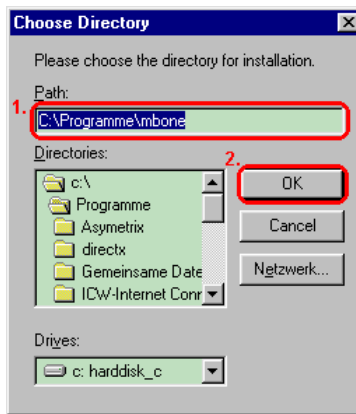 Choose Directory
Please choose the directory for installation.
Path:
1.
C:\Programme\mbone
Directories:
2.
c:\
OK
Programme
Asymetrix
Cancel
directx
Gemeinsame Date
Netzwerk...
ICW-Internet Conr
Drives:
c: harddisk_c